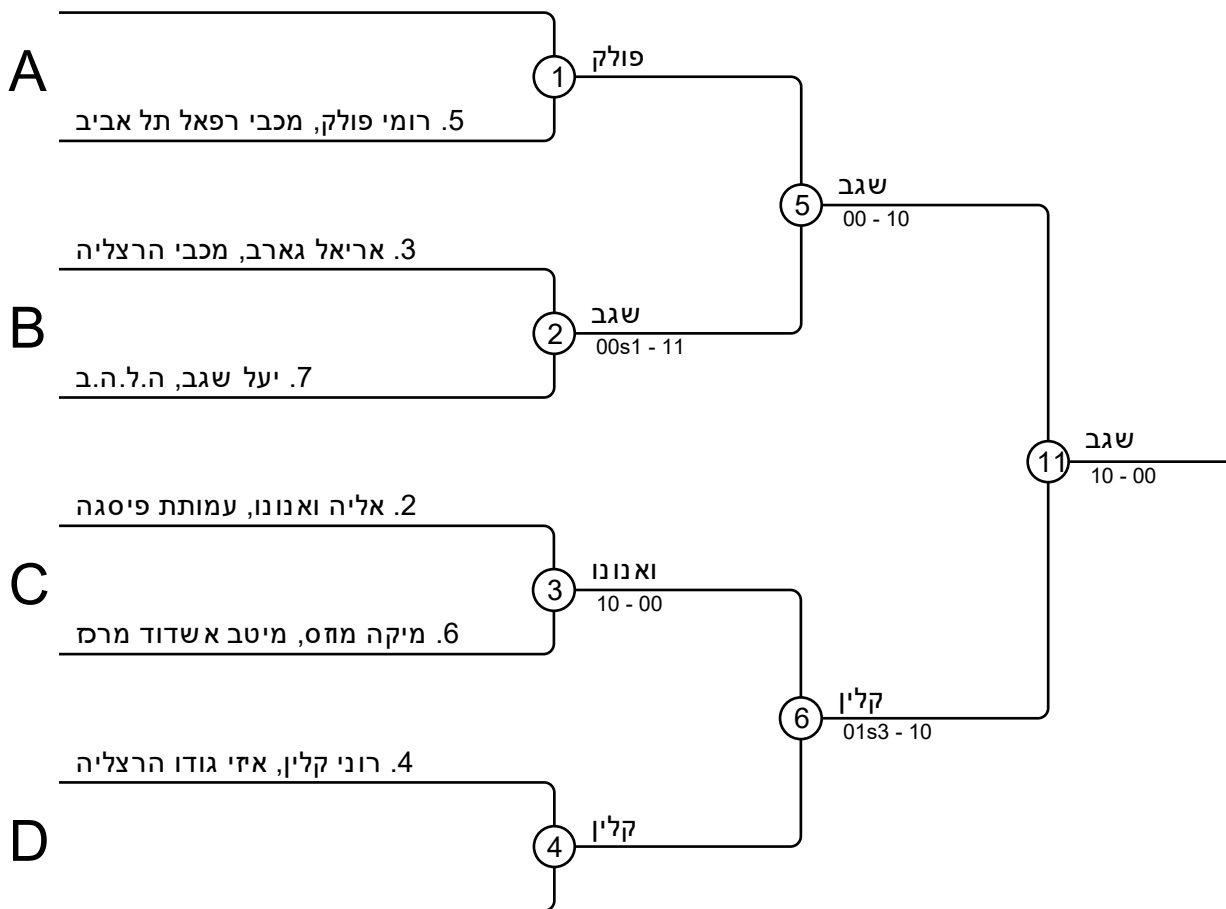 A
1
פולק
5. רומי פולק, מכבי רפאל תל אביב
5
שגב
00 - 10
3. אריאל גארב, מכבי הרצליה
B
2
שגב
00s1 - 11
7. יעל שגב, ה.ל.ה.ב
11
שגב
10 - 00
2. אליה ואנונו, עמותת פיסגה
C
3
ואנונו
10 - 00
6. מיקה מוזס, מיטב אשדוד מרכז
6
קלין
01s3 - 10
4. רוני קלין, איזי גודו הרצליה
D
4
קלין